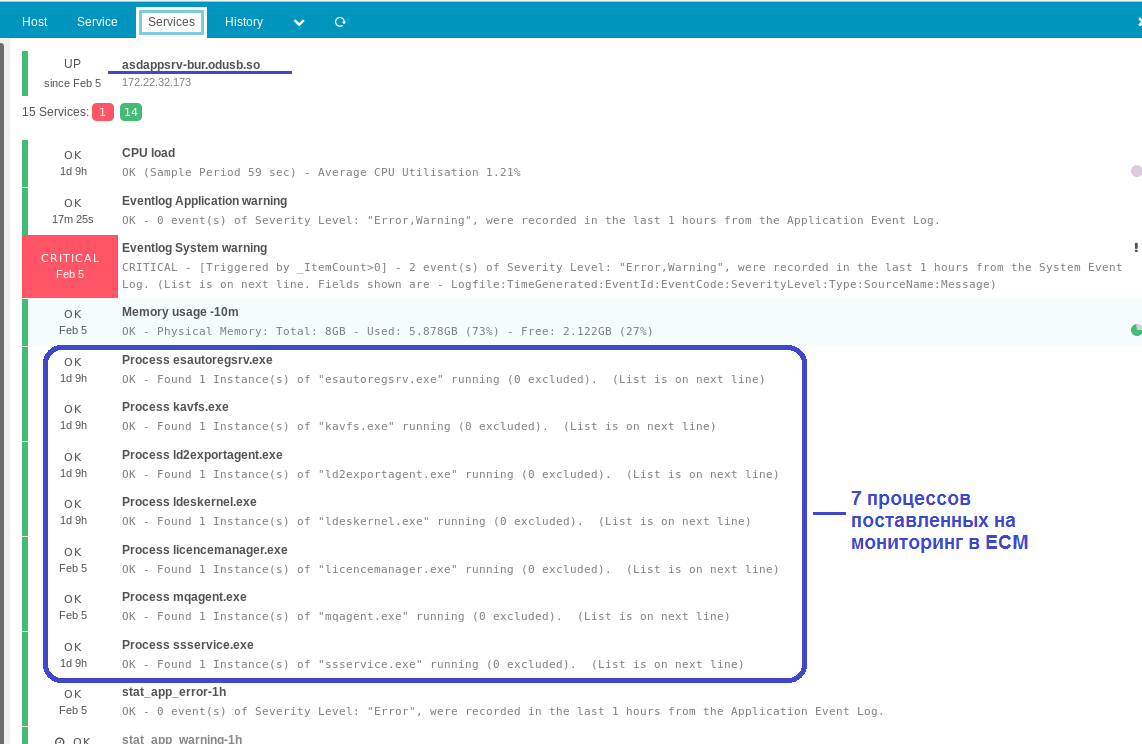 Host Service Services History
UP
asdappsrv-bur.odusb.so
since Feb 5
172.22.32.173
15 Services: 1 14
OK
CPU load
1d 9h
OK (Sample Period 59 sec) - Average CPU Utilisation 1.21%
OK
Eventlog Application warning
17m 25s
OK - 0 event(s) of Severity Level: "Error,Warning", were recorded in the last 1 hours from the Application Event Log.
CRITICAL
Feb 5
Eventlog System warning
!
CRITICAL - [Triggered by _ItemCount>0] - 2 event(s) of Severity Level: "Error,Warning", were recorded in the last 1 hours from the System Event
Log. (List is on next line. Fields shown are - Logfile:TimeGenerated:EventId:EventCode:SeverityLevel:Type:SourceName:Message)
OK
Memory usage -10m
Feb 5
OK - Physical Memory: Total: 8GB - Used: 5.878GB (73%) - Free: 2.122GB (27%)
OK
Process esautoregsrv.exe
1d 9h
OK - Found 1 Instance(s) of "esautoregsrv.exe" running (0 excluded).  (List is on next line)
OK
Process kavfs.exe
1d 9h
OK - Found 1 Instance(s) of "kavfs.exe" running (0 excluded).  (List is on next line)
OK
Process ld2exportagent.exe
1d 9h
OK - Found 1 Instance(s) of "ld2exportagent.exe" running (0 excluded).  (List is on next line)
OK
Process ldeskernel.exe
1d 9h
OK - Found 1 Instance(s) of "ldeskernel.exe" running (0 excluded).  (List is on next line)
OK
Process licencemanager.exe
Feb 5
OK - Found 1 Instance(s) of "licencemanager.exe" running (0 excluded).  (List is on next line)
OK
Process mqagent.exe
Feb 5
OK - Found 1 Instance(s) of "mqagent.exe" running (0 excluded).  (List is on next line)
OK
Process ssservice.exe
1d 9h
OK - Found 1 Instance(s) of "ssservice.exe" running (0 excluded).  (List is on next line)
7 процессов
поставленных на
мониторинг в ECM
OK
stat_app_error-1h
Feb 5
OK - 0 event(s) of Severity Level: "Error", were recorded in the last 1 hours from the Application Event Log.
OK
stat_app_warning-1h